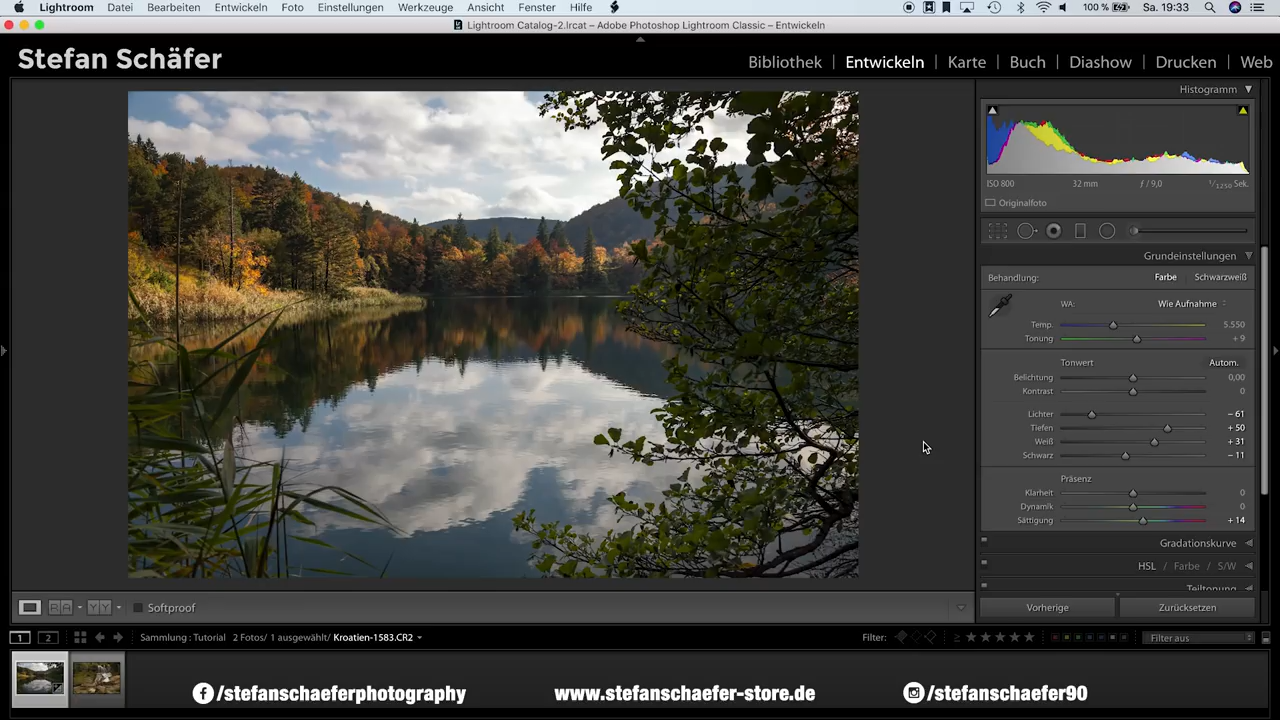 Lightroom Datei Bearbeiten Entwickeln Foto Einstellungen Werkzeuge Ansicht Fenster Hilfe 100 % Sa. 19:33
Lightroom Catalog-2.lrcat – Adobe Photoshop Lightroom Classic – Entwickeln
Stefan Schäfer
Bibliothek | Entwickeln | Karte | Buch | Diashow | Drucken | Web
Histogramm
ISO 800 32 mm ƒ / 9,0 1/1250 Sek.
Originalfoto
Grundeinstellungen
Behandlung: Farbe Schwarzweiß
WA: Wie Aufnahme
Temp. 5.550
Tonung + 9
Tonwert Autom.
Belichtung 0,00
Kontrast 0
Lichter − 61
Tiefen + 50
Weiß + 31
Schwarz − 11
Präsenz
Klarheit 0
Dynamik 0
Sättigung + 14
Gradationskurve
HSL / Farbe / S/W
Teiltonung
R A Y Y Softproof
Vorherige Zurücksetzen
1 2 Sammlung : Tutorial 2 Fotos/ 1 ausgewählt/ Kroatien-1583.CR2 Filter: ≥ Filter aus
/stefanschaeferphotography www.stefanschaefer-store.de /stefanschaefer90